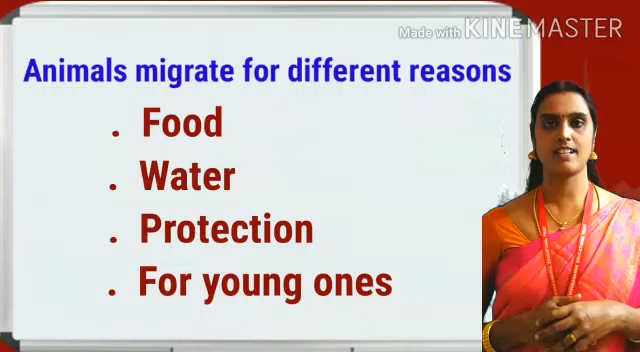 Made with KINEMASTER
Animals migrate for different reasons
. Food
. Water
. Protection
. For young ones